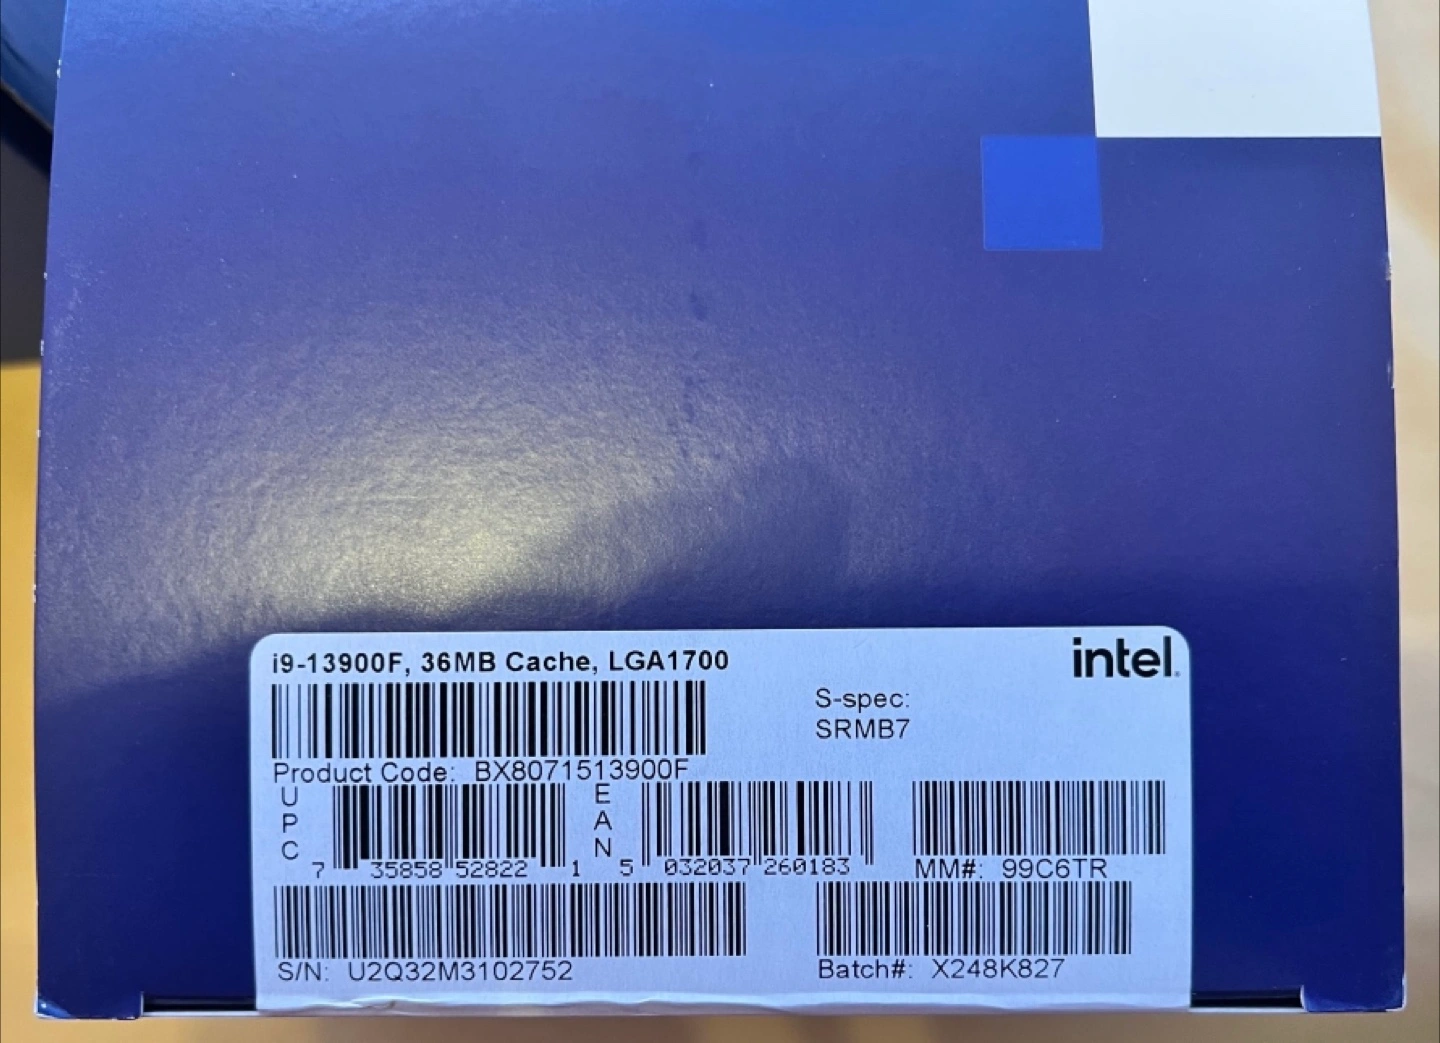 i9-13900F, 36MB Cache, LGA1700
intel.
S-spec:
SRMB7
Product Code: BX8071513900F
UPC
7 35858 52822 1
EAN
5 032037 260183
MM#: 99C6TR
S/N: U2Q32M3102752
Batch#: X248K827